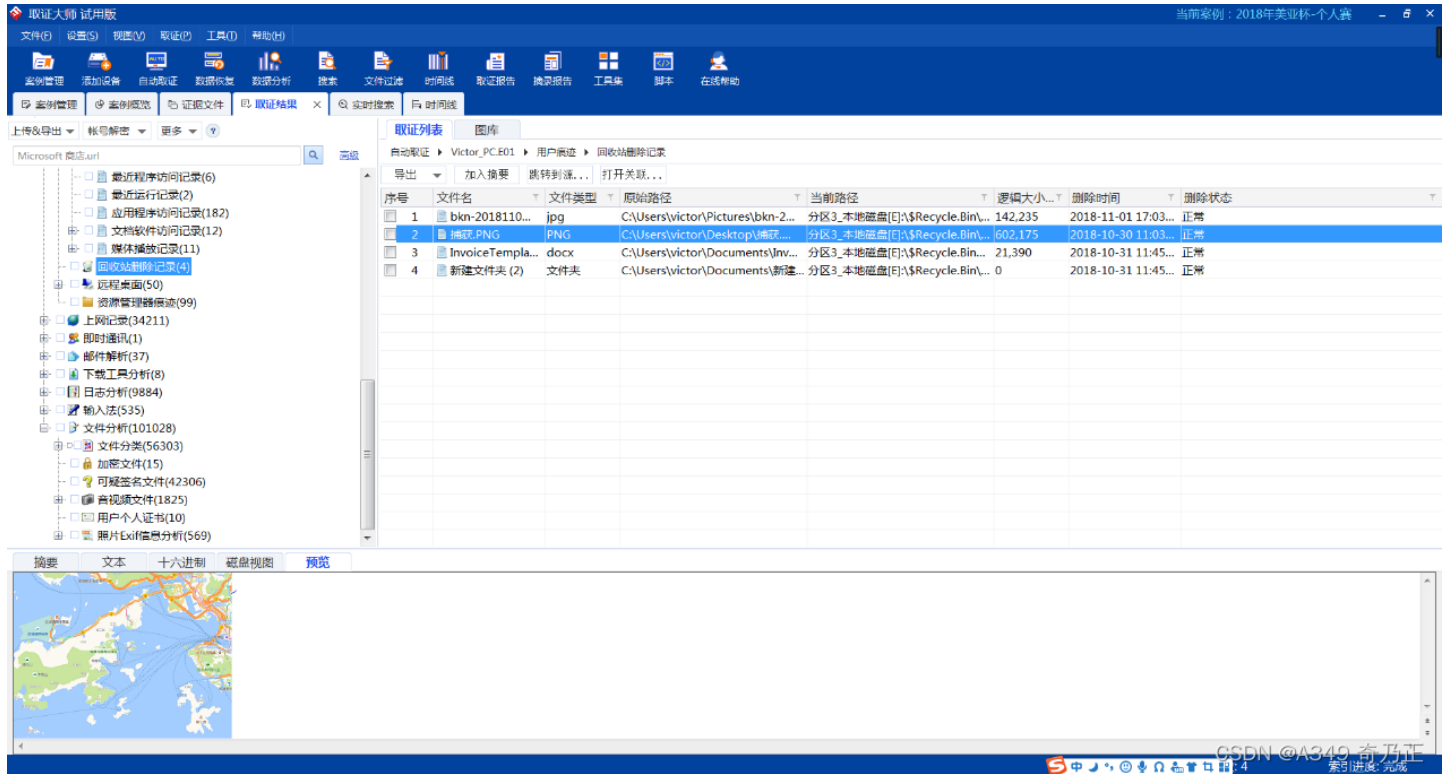 取证大师 试用版 当前案例：2018年美亚杯-个人赛
文件(F) 设置(S) 视图(V) 取证(P) 工具(T) 帮助(H)
案例管理 添加设备 自动取证 数据恢复 数据分析 搜索 文件过滤 时间线 取证报告 摘录报告 工具集 脚本 在线帮助
案例管理 案例概览 证据文件 取证结果 × 实时搜索 时间线
上传&导出 帐号解密 更多 ?
Microsoft 商店.url 高级
最近程序访问记录(6)
最近运行记录(2)
应用程序访问记录(182)
文档软件访问记录(12)
媒体播放记录(11)
回收站删除记录(4)
远程桌面(50)
资源管理器痕迹(99)
上网记录(34211)
即时通讯(1)
邮件解析(37)
下载工具分析(8)
日志分析(9884)
输入法(535)
文件分析(101028)
文件分类(56303)
加密文件(15)
可疑签名文件(42306)
音视频文件(1825)
用户个人证书(10)
照片Exif信息分析(569)
取证列表 图库
自动取证 Victor_PC.E01 用户痕迹 回收站删除记录
导出 加入摘要 跳转到源... 打开关联...
序号 文件名 文件类型 原始路径 当前路径 逻辑大小... 删除时间 删除状态
1 bkn-2018110... jpg C:\Users\victor\Pictures\bkn-2... 分区3_本地磁盘[E]:\$Recycle.Bin\... 142,235 2018-11-01 17:03... 正常
2 捕获.PNG PNG C:\Users\victor\Desktop\捕获.... 分区3_本地磁盘[E]:\$Recycle.Bin\... 602,175 2018-10-30 11:03... 正常
3 InvoiceTempla... docx C:\Users\victor\Documents\Inv... 分区3_本地磁盘[E]:\$Recycle.Bin... 21,390 2018-10-31 11:45... 正常
4 新建文件夹 (2) 文件夹 C:\Users\victor\Documents\新建... 分区3_本地磁盘[E]:\$Recycle.Bin\... 0 2018-10-31 11:45... 正常
摘要 文本 十六进制 磁盘视图 预览
CSDN @A349 奇乃正
中 : 4 索引进度: 完成